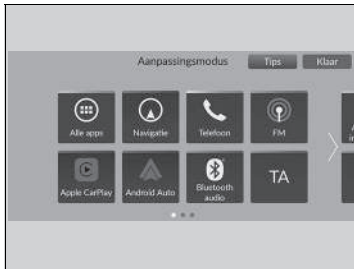 Aanpassingsmodus Tips Klaar
Alle apps Navigatie Telefoon FM
Apple CarPlay Android Auto Bluetooth audio TA